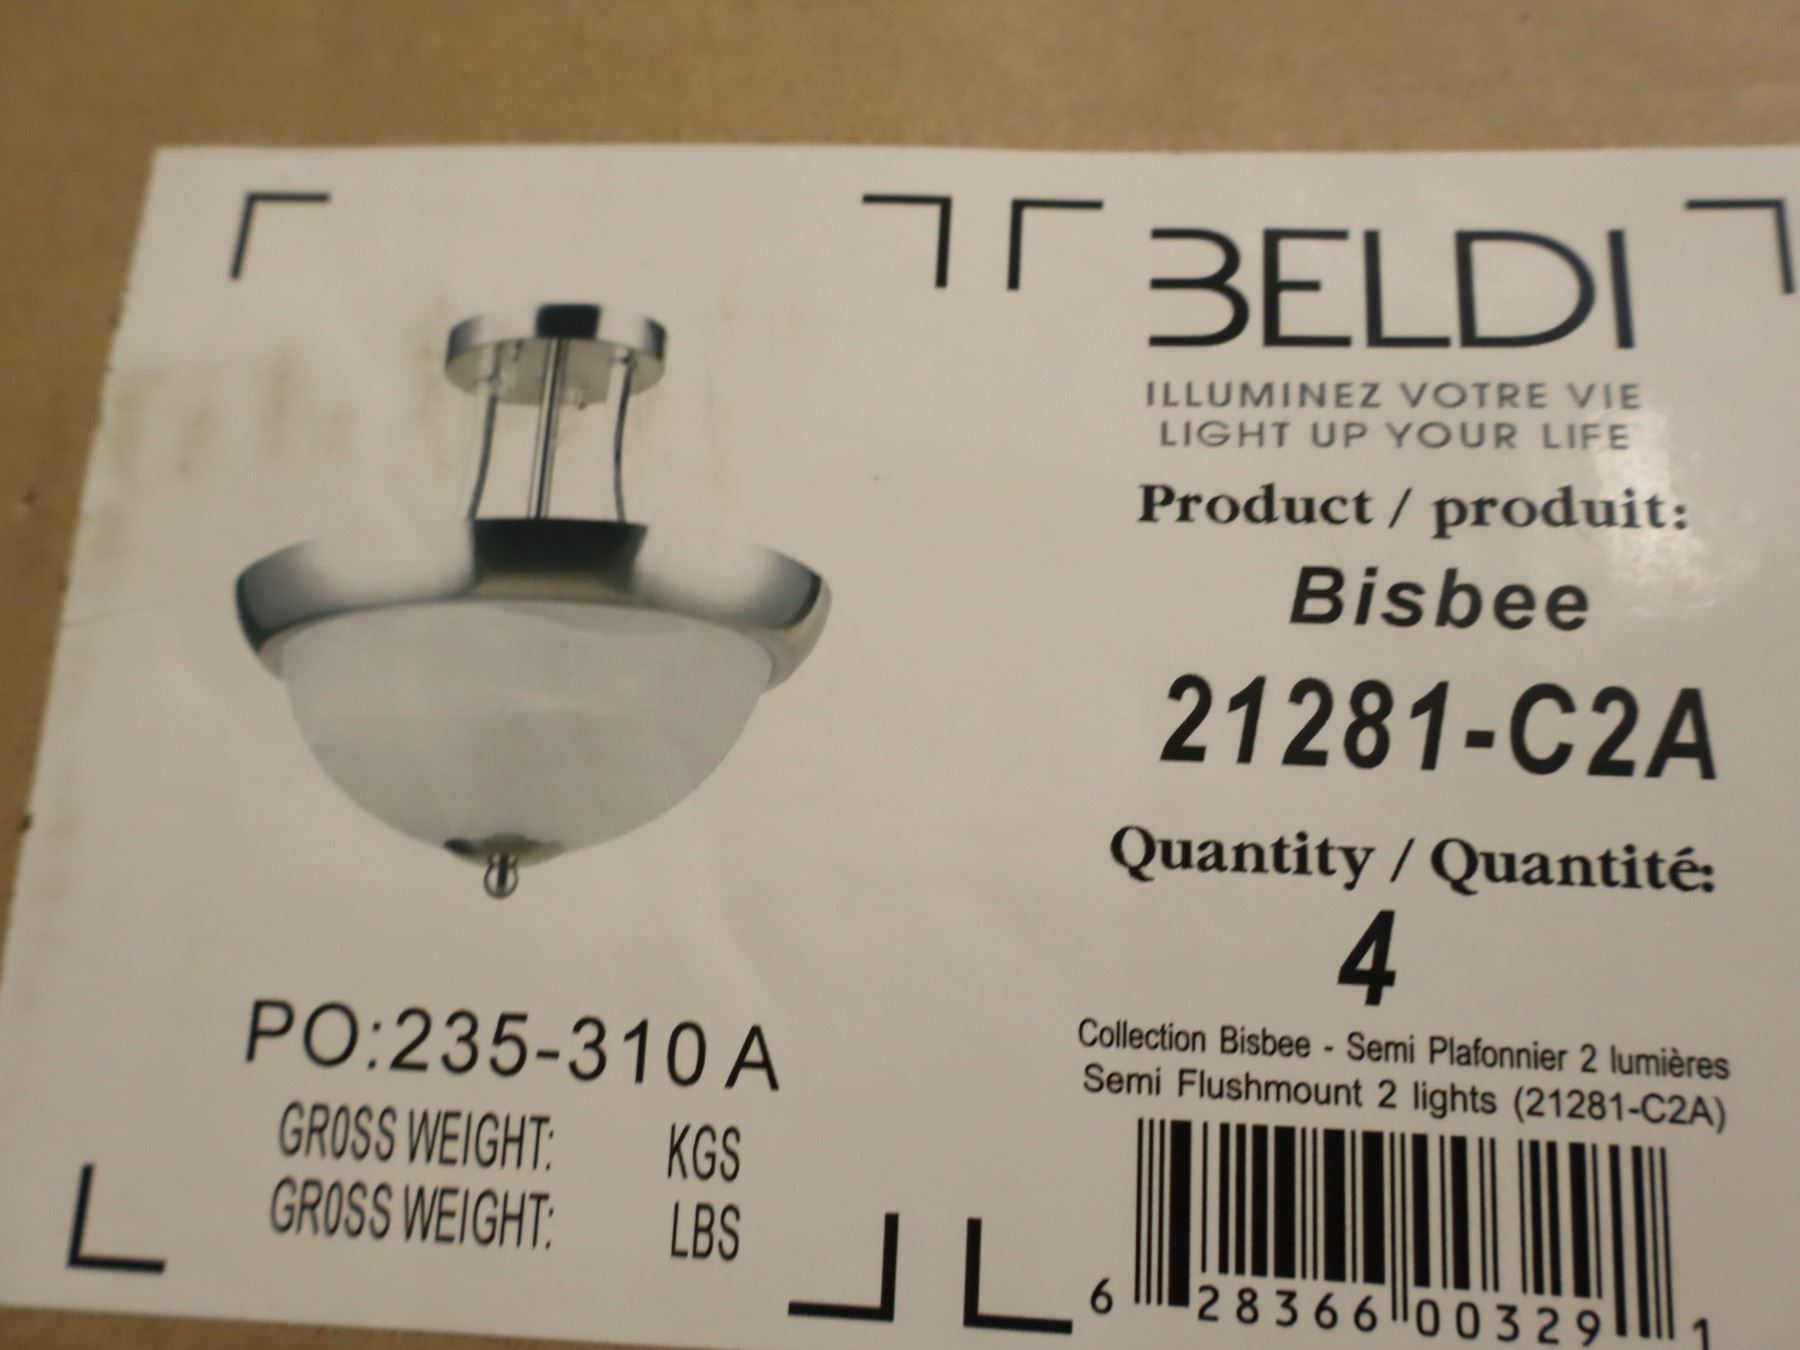 BELDI
ILLUMINEZ VOTRE VIE
LIGHT UP YOUR LIFE
Product / produit:
Bisbee
21281-C2A
Quantity / Quantité:
4
Collection Bisbee - Semi Plafonnier 2 lumières
Semi Flushmount 2 lights (21281-C2A)
6 28366 00329 1
PO:235-310 A
GROSS WEIGHT: KGS
GROSS WEIGHT: LBS